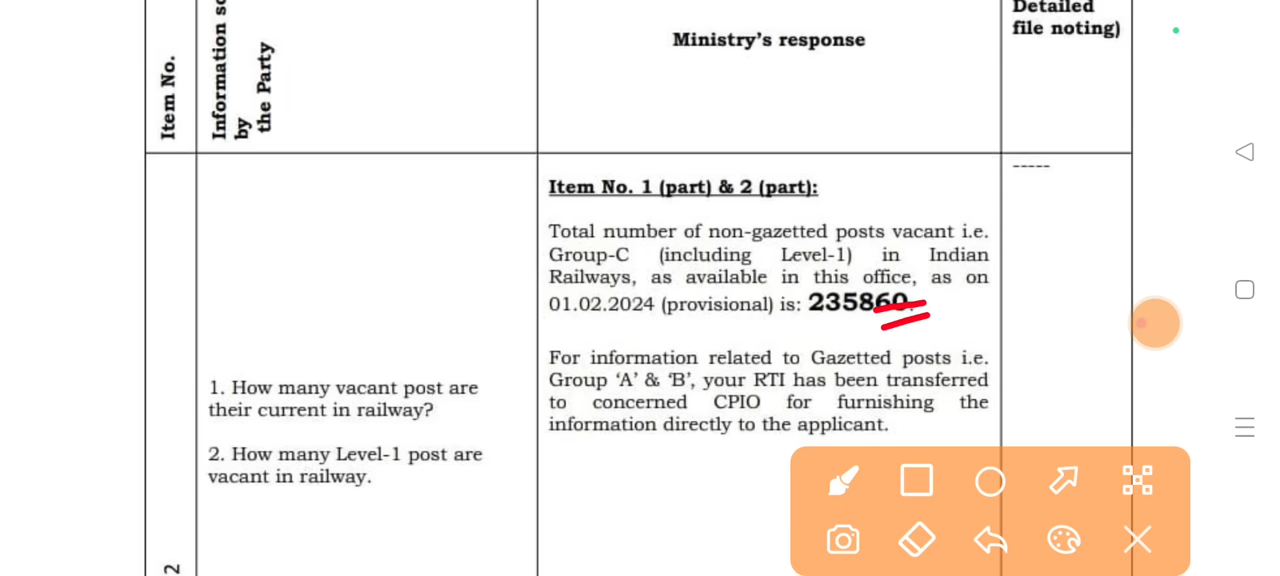 Item No.
Information so
by
the Party
Ministry's response
Detailed
file noting)
1. How many vacant post are
their current in railway?
2. How many Level-1 post are
vacant in railway.
Item No. 1 (part) & 2 (part):
Total number of non-gazetted posts vacant i.e.
Group-C (including Level-1) in Indian
Railways, as available in this office, as on
01.02.2024 (provisional) is: 235860.
For information related to Gazetted posts i.e.
Group 'A' & 'B', your RTI has been transferred
to concerned CPIO for furnishing the
information directly to the applicant.
-----
2